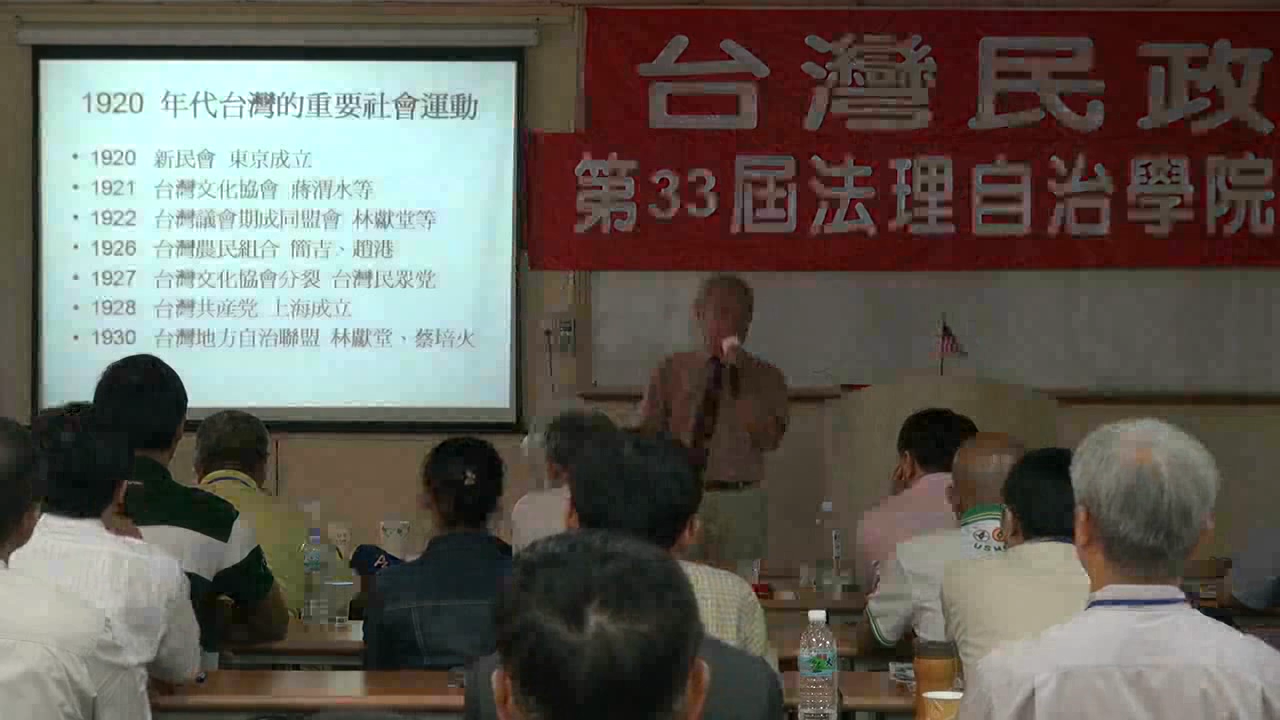 1920 年代台灣的重要社會運動
• 1920 新民會 東京成立
• 1921 台灣文化協會 蔣渭水等
• 1922 台灣議會期成同盟會 林獻堂等
• 1926 台灣農民組合 簡吉、趙港
• 1927 台灣文化協會分裂 台灣民眾党
• 1928 台灣共産党 上海成立
• 1930 台灣地方自治聯盟 林獻堂、蔡培火
台灣民政
第33屆法理自治學院